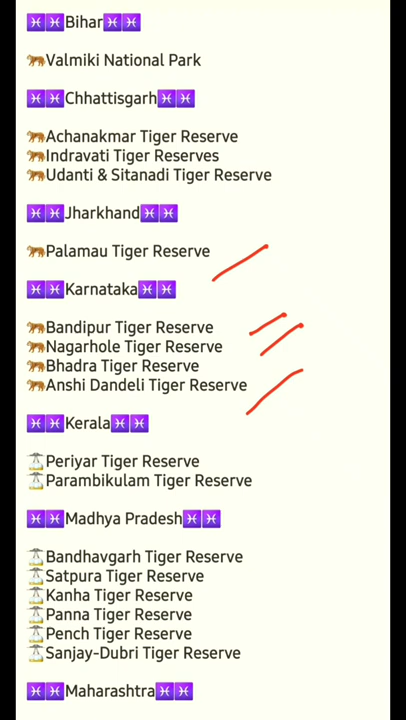 ♓♓Bihar♓♓
🐅Valmiki National Park
♓♓Chhattisgarh♓♓
🐅Achanakmar Tiger Reserve
🐅Indravati Tiger Reserves
🐅Udanti & Sitanadi Tiger Reserve
♓♓Jharkhand♓♓
🐅Palamau Tiger Reserve
♓♓Karnataka♓♓
🐅Bandipur Tiger Reserve
🐅Nagarhole Tiger Reserve
🐅Bhadra Tiger Reserve
🐅Anshi Dandeli Tiger Reserve
♓♓Kerala♓♓
Periyar Tiger Reserve
Parambikulam Tiger Reserve
♓♓Madhya Pradesh♓♓
Bandhavgarh Tiger Reserve
Satpura Tiger Reserve
Kanha Tiger Reserve
Panna Tiger Reserve
Pench Tiger Reserve
Sanjay-Dubri Tiger Reserve
♓♓Maharashtra♓♓